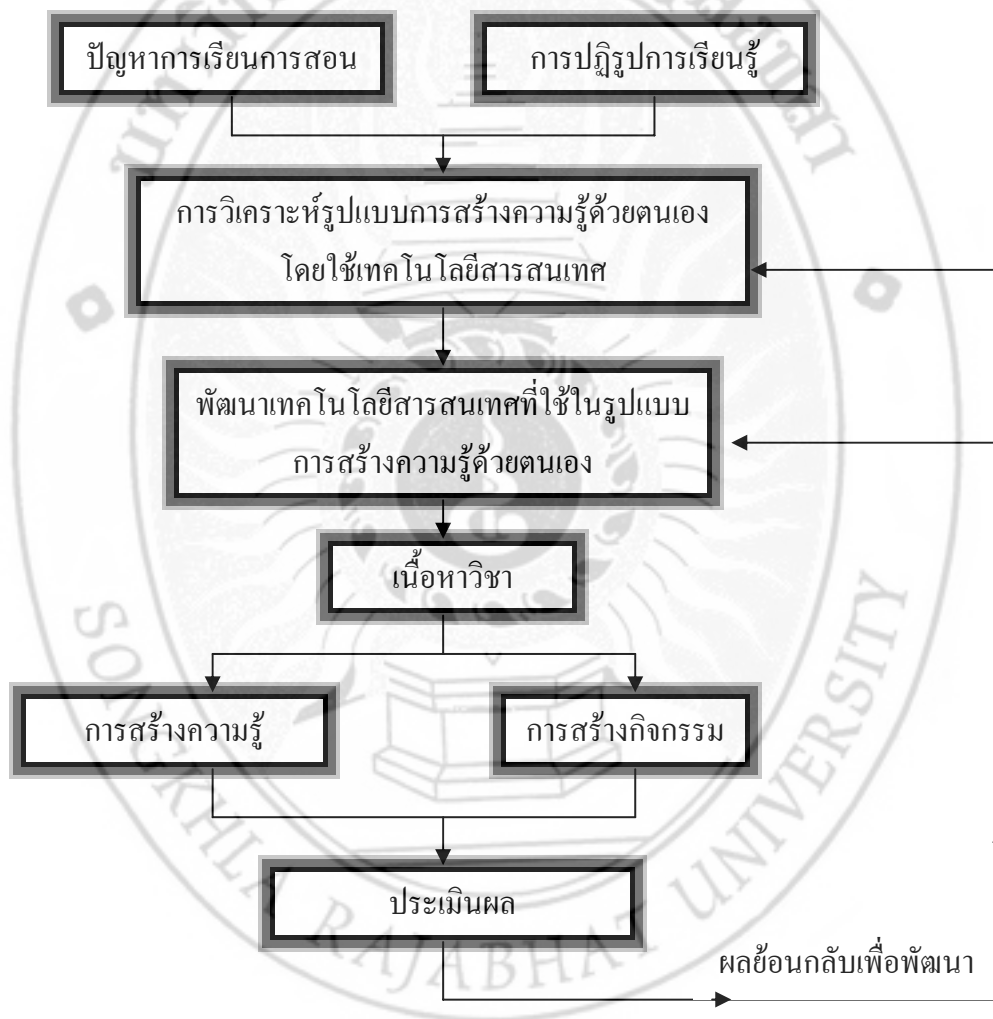 ปัญหาการเรียนการสอน
การปฏิรูปการเรียนรู้
การวิเคราะห์รูปแบบการสร้างความรู้ด้วยตนเอง
โดยใช้เทคโนโลยีสารสนเทศ
พัฒนาเทคโนโลยีสารสนเทศที่ใช้ในรูปแบบ
การสร้างความรู้ด้วยตนเอง
เนื้อหาวิชา
การสร้างความรู้
การสร้างกิจกรรม
ประเมินผล
ผลย้อนกลับเพื่อพัฒนา
SONGKHLA RAJABHAT UNIVERSITY